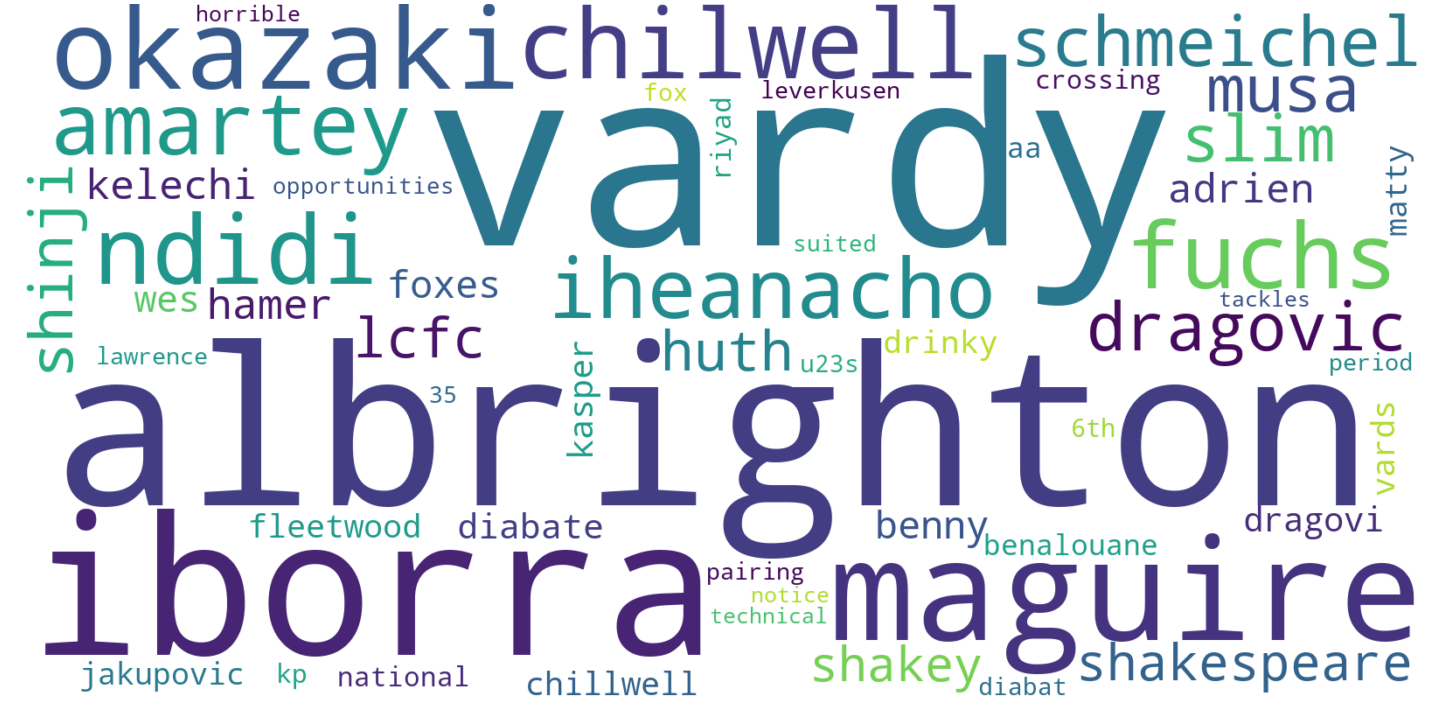 horrible
okazaki
chilwell
schmeichel
vardy
fox
leverkusen
crossing
musa
amartey
riyad
slim
aa
matty
kelechi
opportunities
adrien
shinji
ndidi
suited
fuchs
iheanacho
foxes
wes
hamer
tackles
dragovic
lcfc
huth
drinky
lawrence
kasper
u23s
period
albrighton
35
6th
vards
iborra
fleetwood
diabate
benny
dragovi
benalouane
pairing
maguire
notice
technical
jakupovic
kp
national
chillwell
shakey
shakespeare
diabat